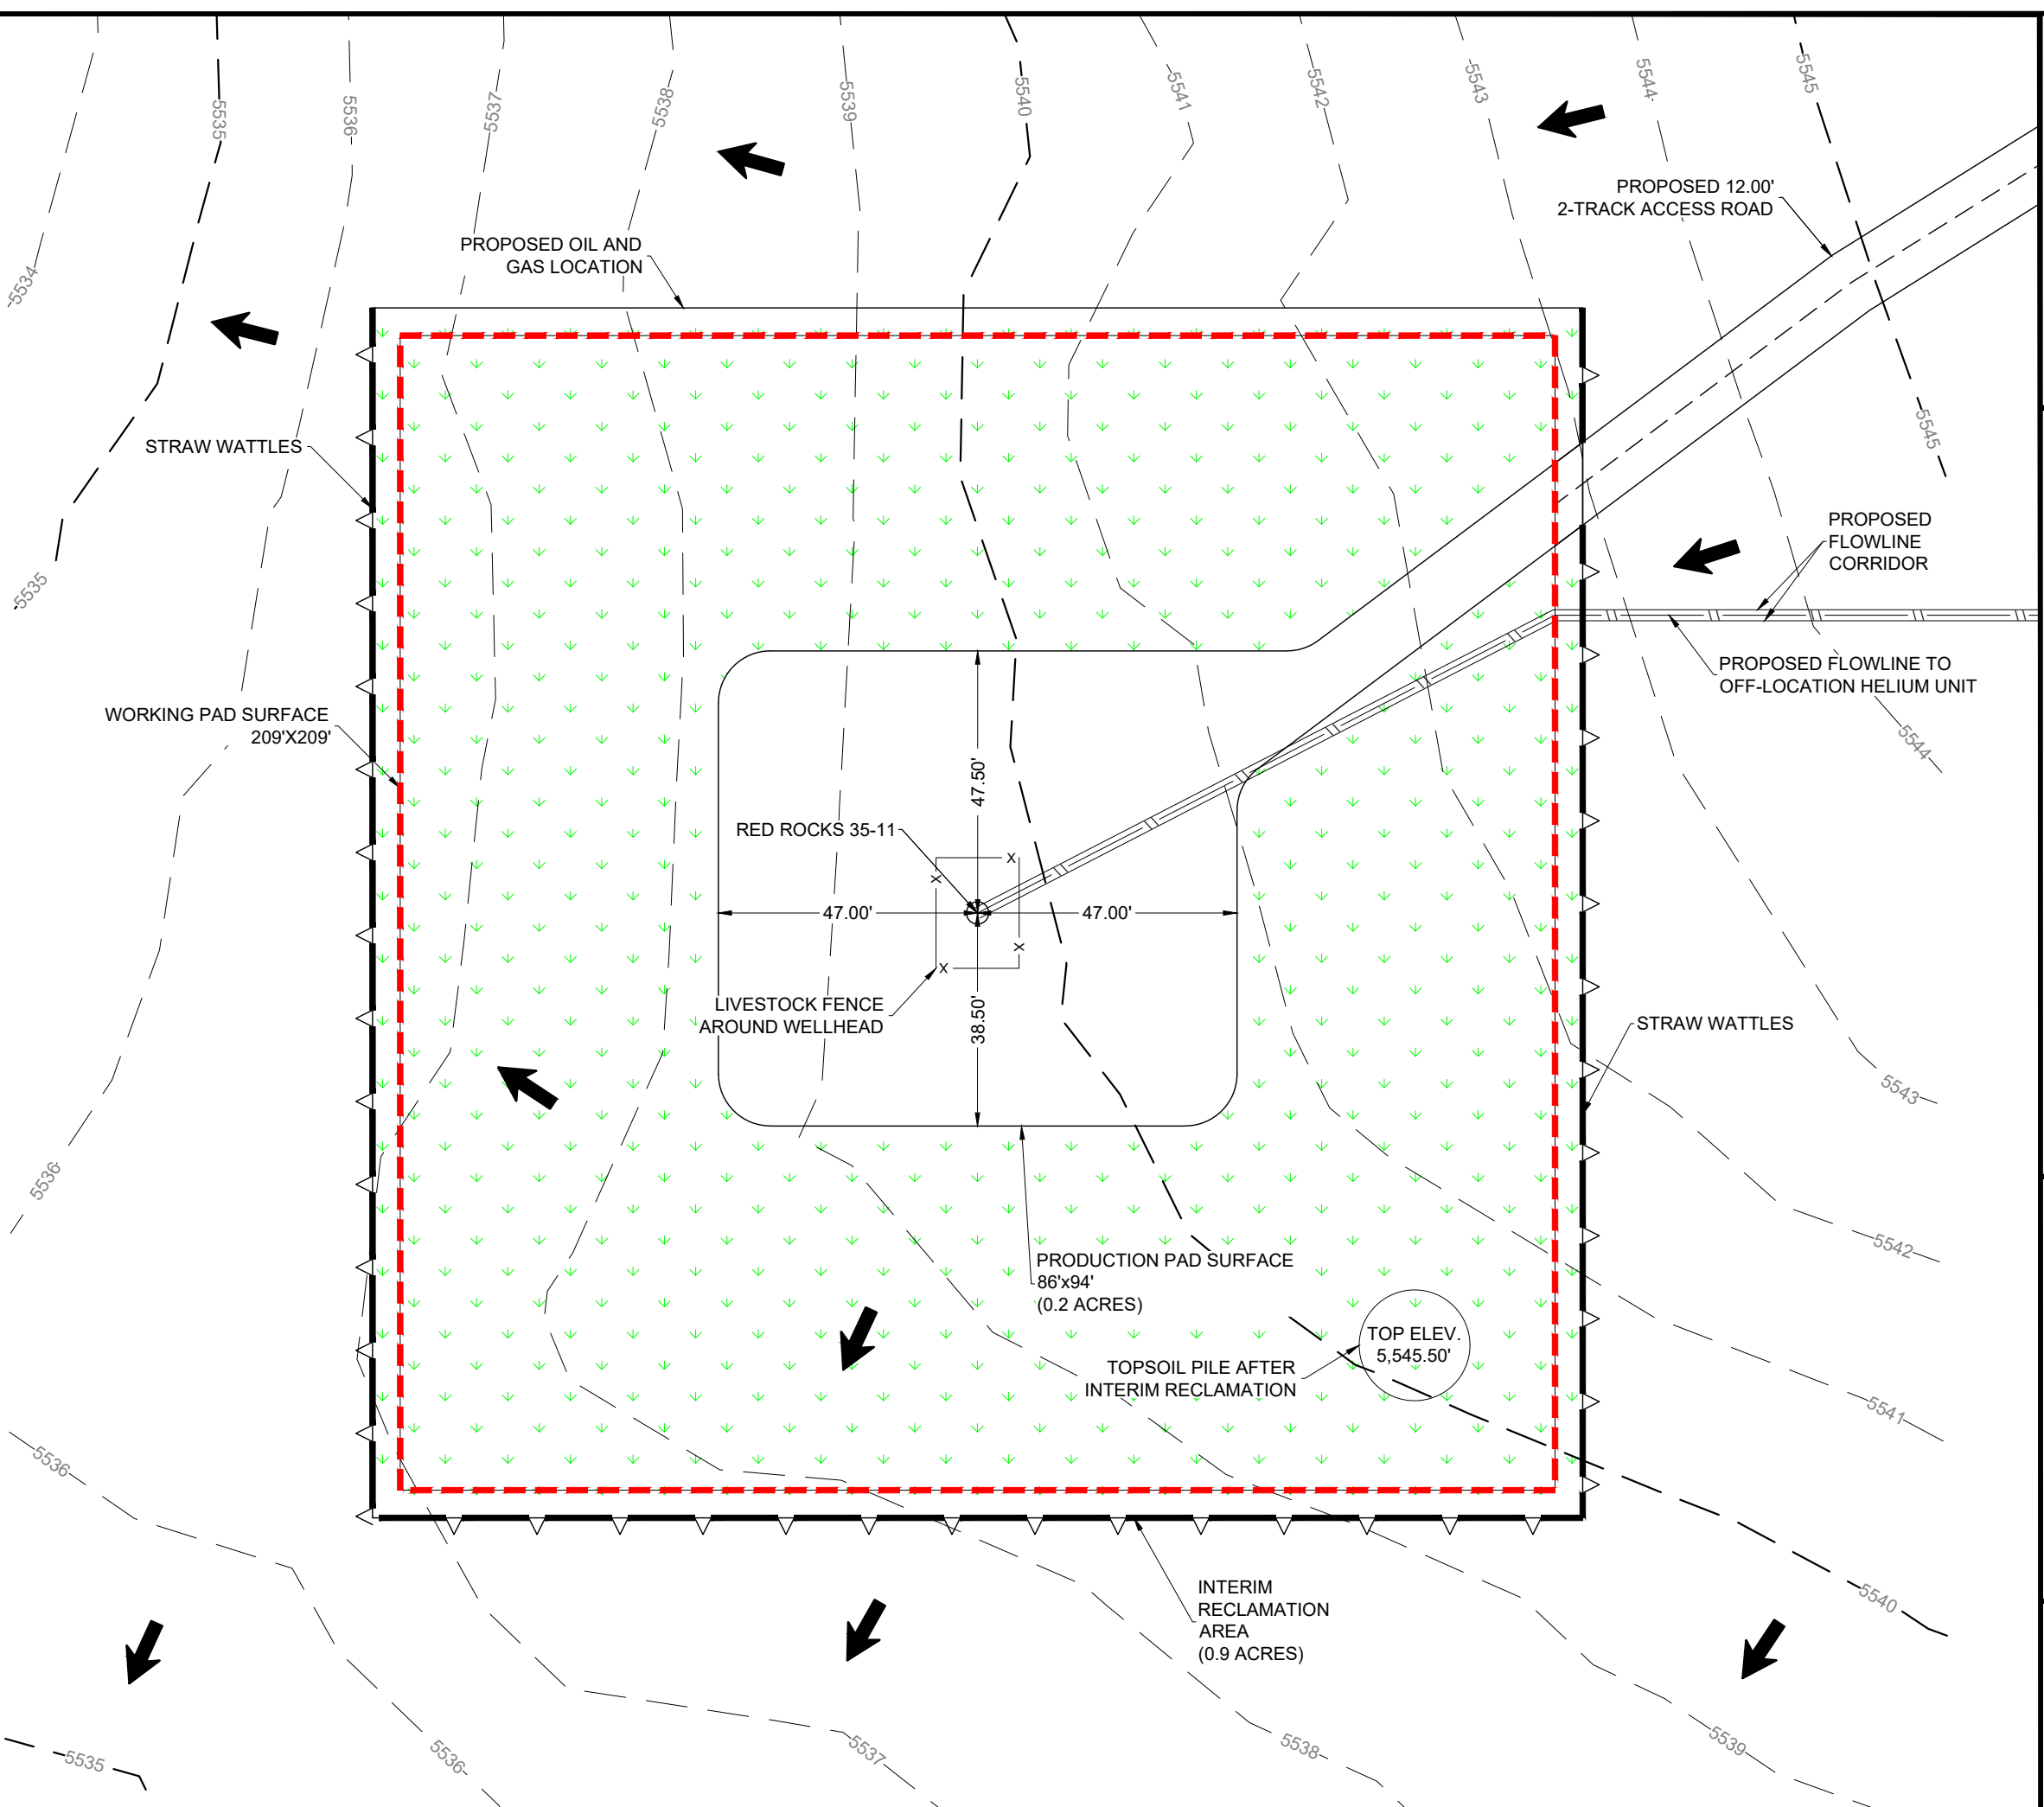 5535
5536
5537
5538
5539
5540
5541
5542
5543
5544
5545
PROPOSED 12.00'
2-TRACK ACCESS ROAD
PROPOSED OIL AND
GAS LOCATION
5534
STRAW WATTLES
5545
PROPOSED
FLOWLINE
CORRIDOR
5535
PROPOSED FLOWLINE TO
OFF-LOCATION HELIUM UNIT
WORKING PAD SURFACE
209'X209'
5544
47.50'
RED ROCKS 35-11
X
X
47.00'
47.00'
X
X
LIVESTOCK FENCE
AROUND WELLHEAD
38.50'
STRAW WATTLES
5543
5536
5542
PRODUCTION PAD SURFACE
86'x94'
(0.2 ACRES)
TOP ELEV.
5,545.50'
TOPSOIL PILE AFTER
INTERIM RECLAMATION
5541
5536
INTERIM
RECLAMATION
AREA
(0.9 ACRES)
5540
5535
5536
5537
5538
5539